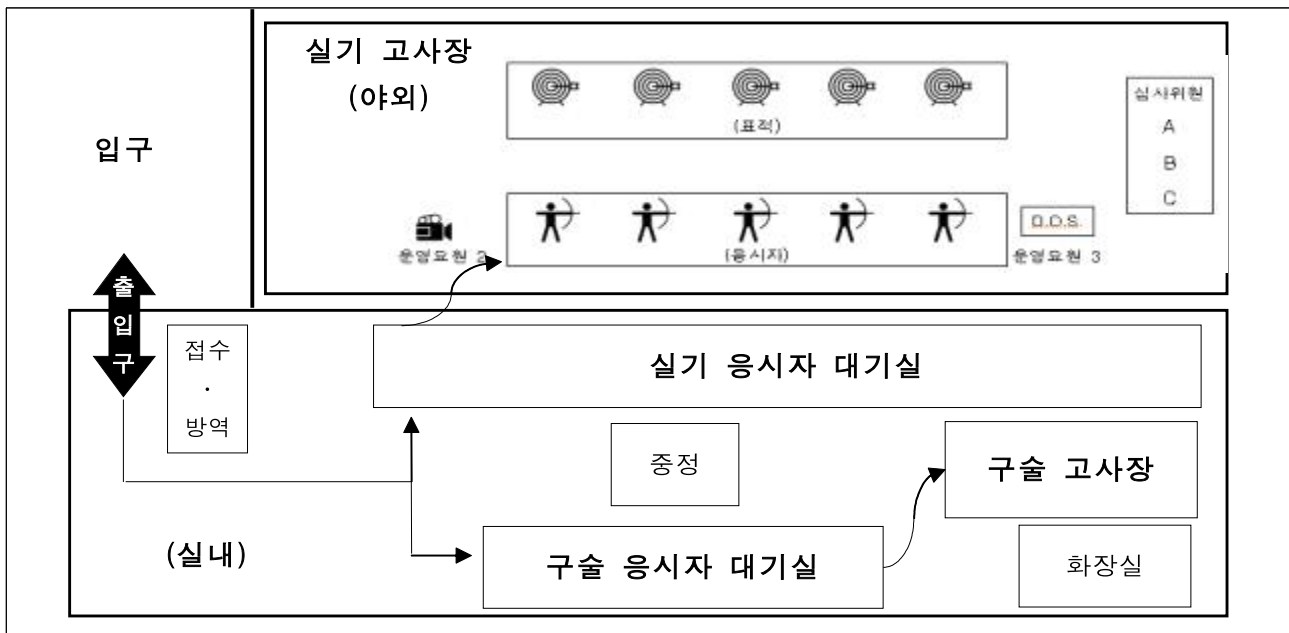 실기 고사장
(야외)
(표적)
심사위원
A
B
C
입구
운영요원 2
(응시자)
O.D.S.
운영요원 3
출
입
구
접수
·
방역
실기 응시자 대기실
중정
구술 고사장
(실내)
구술 응시자 대기실
화장실